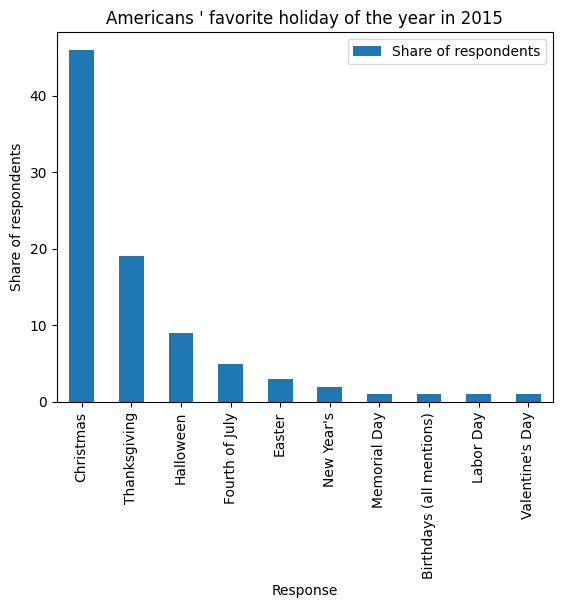 Americans ' favorite holiday of the year in 2015
Share of respondents
Share of respondents
40
30
20
10
0
Christmas
Thanksgiving
Halloween
Fourth of July
Easter
New Year's
Memorial Day
Birthdays (all mentions)
Labor Day
Valentine's Day
Response